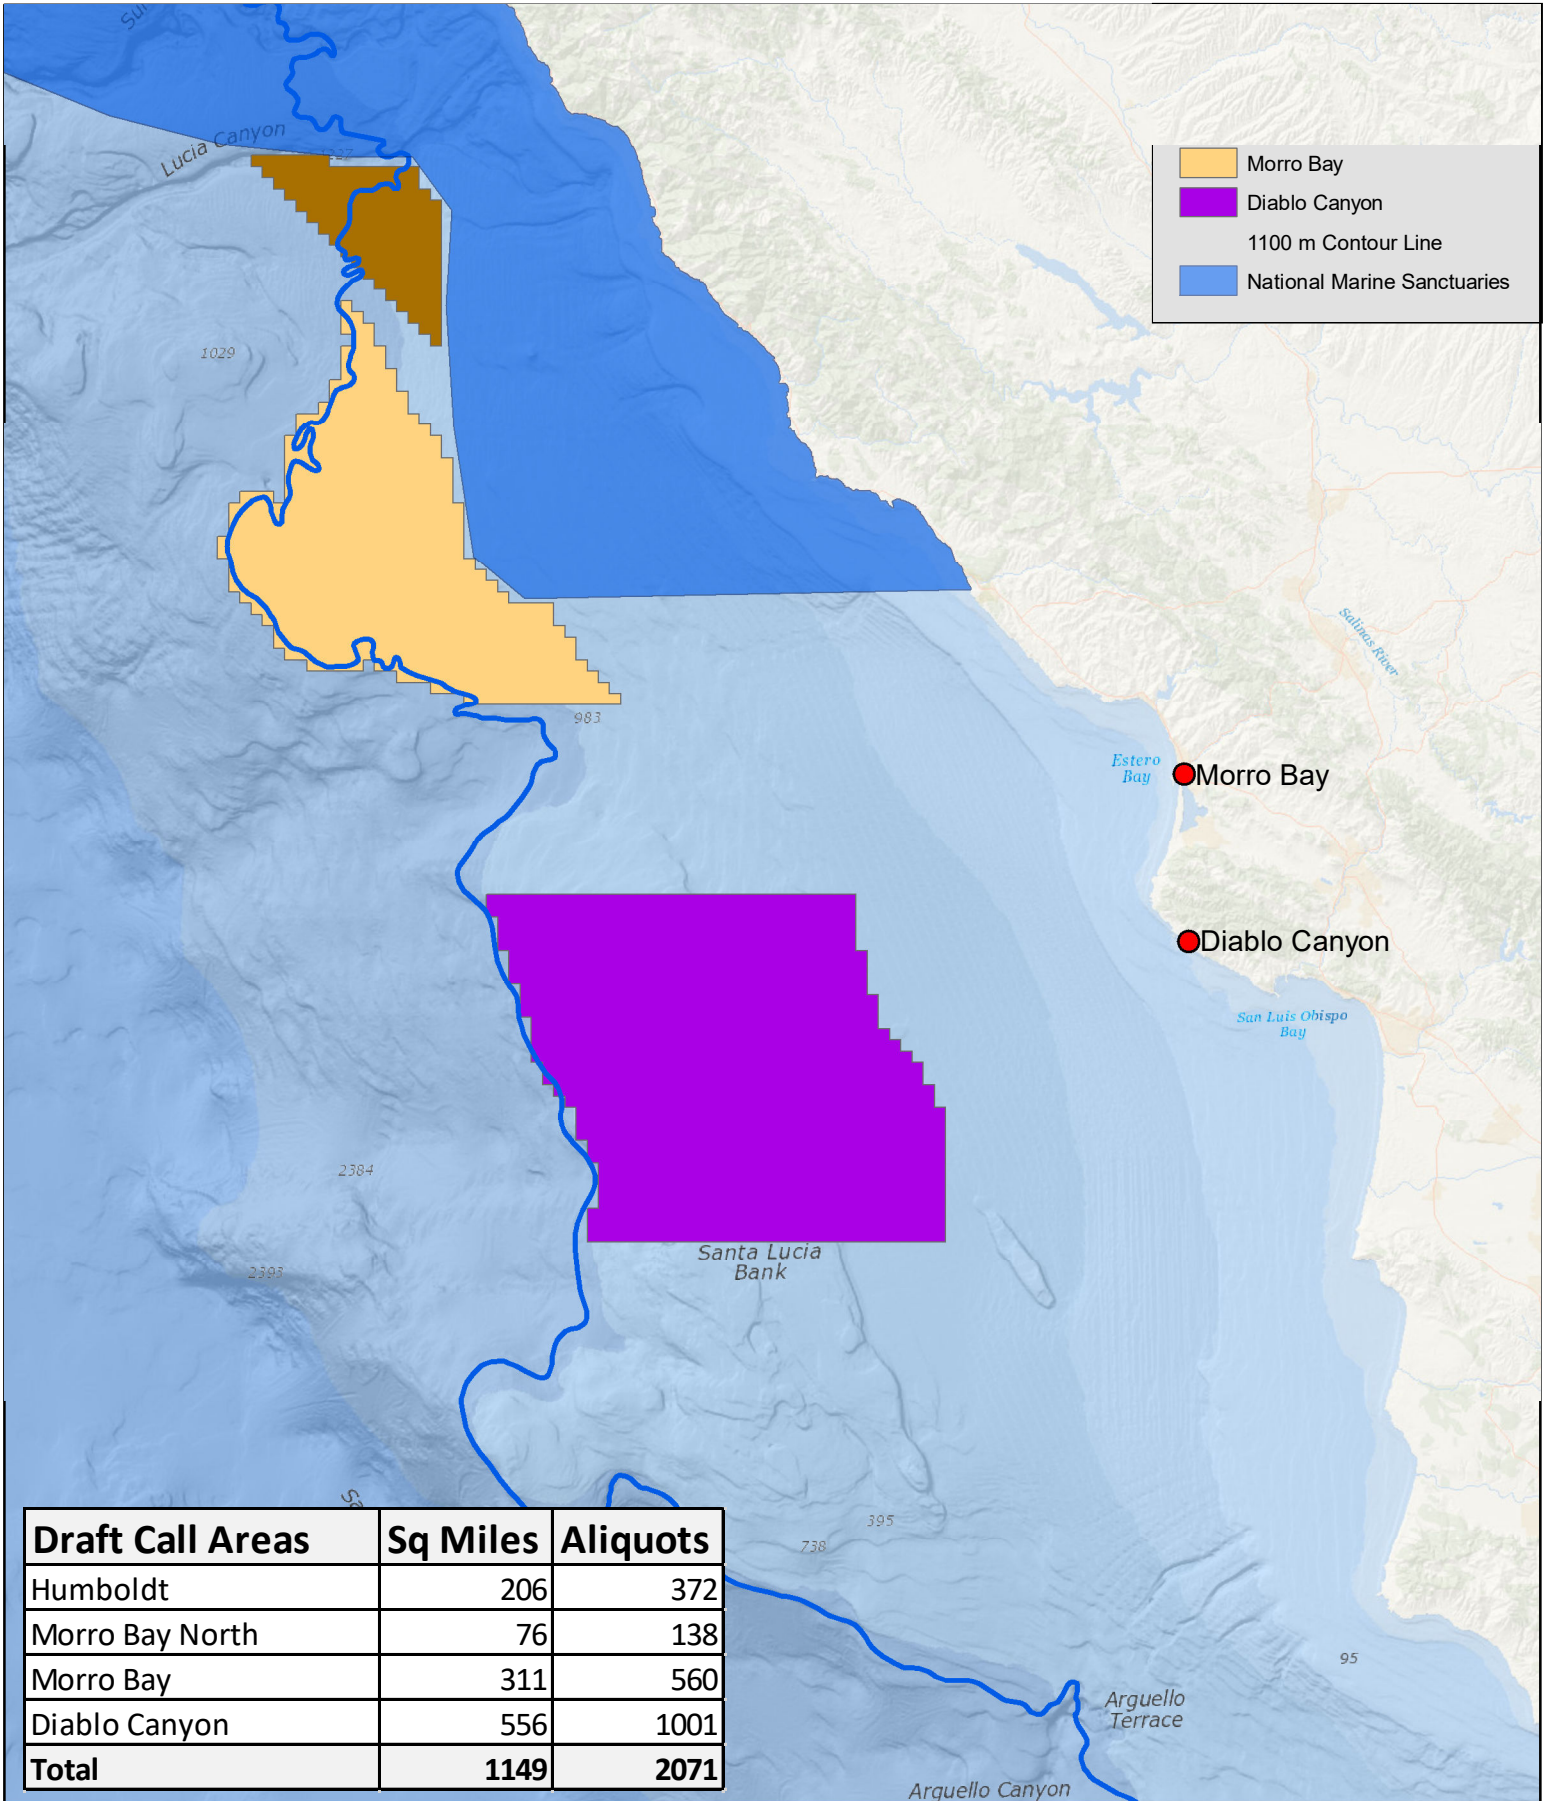 Lucia Canyon
1227
Morro Bay
Diablo Canyon
1100 m Contour Line
National Marine Sanctuaries
1029
Salinas River
983
Estero
Bay
Morro Bay
Diablo Canyon
San Luis Obispo
Bay
2384
Santa Lucia
Bank
2393
395
738
Draft Call Areas Sq Miles Aliquots
Humboldt 206 372
Morro Bay North 76 138
Morro Bay 311 560
Diablo Canyon 556 1001
Total 1149 2071
95
Arguello
Terrace
Arguello Canyon